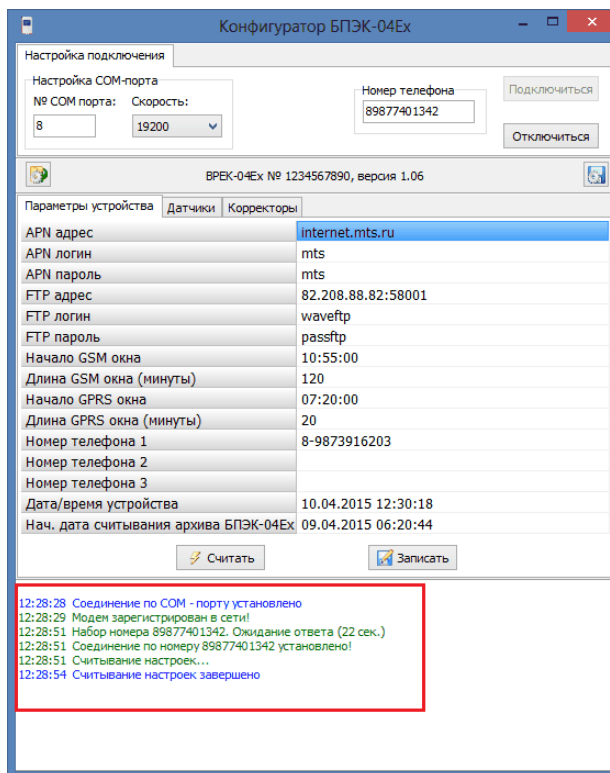 Конфигуратор БПЭК-04Ex
Настройка подключения
Настройка COM-порта
№ COM порта: Скорость:
8 19200
Номер телефона
89877401342
Подключиться
Отключиться
BPEK-04Ex № 1234567890, версия 1.06
Параметры устройства Датчики Корректоры
APN адрес internet.mts.ru
APN логин mts
APN пароль mts
FTP адрес 82.208.88.82:58001
FTP логин waveftp
FTP пароль passftp
Начало GSM окна 10:55:00
Длина GSM окна (минуты) 120
Начало GPRS окна 07:20:00
Длина GPRS окна (минуты) 20
Номер телефона 1 8-9873916203
Номер телефона 2
Номер телефона 3
Дата/время устройства 10.04.2015 12:30:18
Нач. дата считывания архива БПЭК-04Ex 09.04.2015 06:20:44
Считать Записать
12:28:28 Соединение по COM - порту установлено
12:28:29 Модем зарегистрирован в сети!
12:28:51 Набор номера 89877401342. Ожидание ответа (22 сек.)
12:28:51 Соединение по номеру 89877401342 установлено!
12:28:51 Считывание настроек...
12:28:54 Считывание настроек завершено